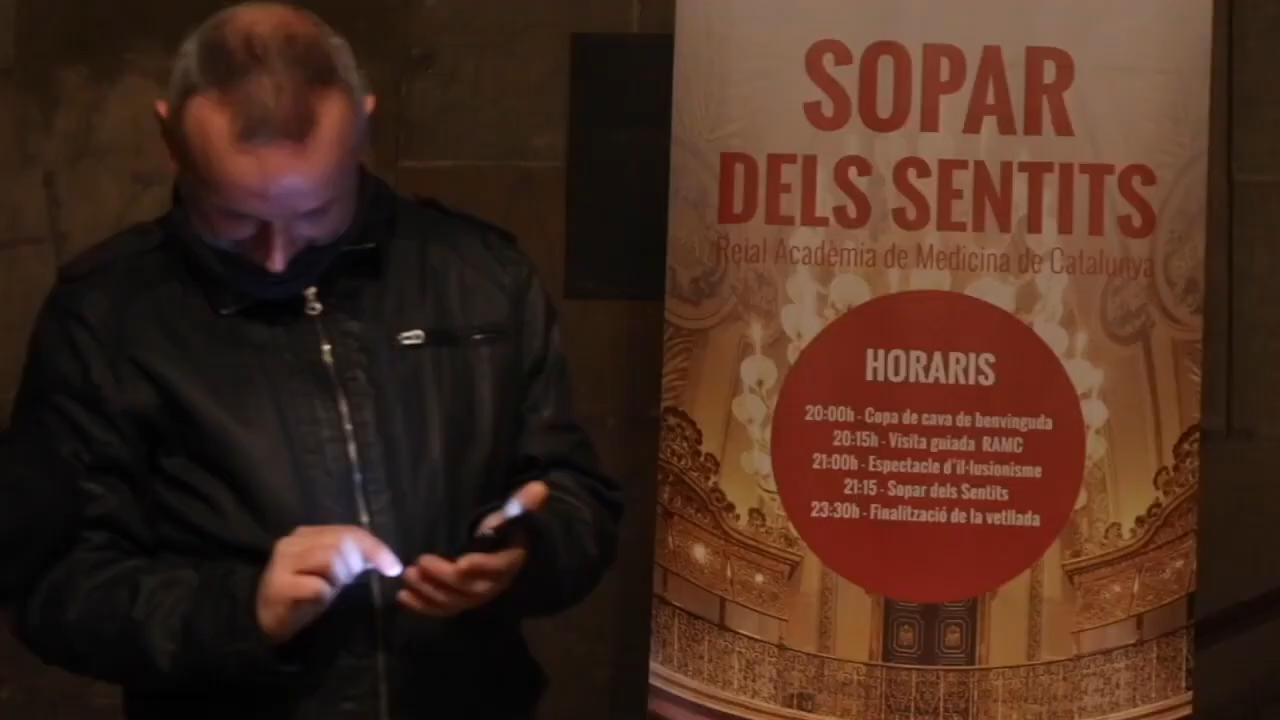 SOPAR
DELS SENTITS
Reial Acadèmia de Medicina de Catalunya
HORARIS
20:00h - Copa de cava de benvinguda
20:15h - Visita guiada RAMC
21:00h - Espectacle d'il·lusionisme
21:15 - Sopar dels Sentits
23:30h - Finalització de la vetllada